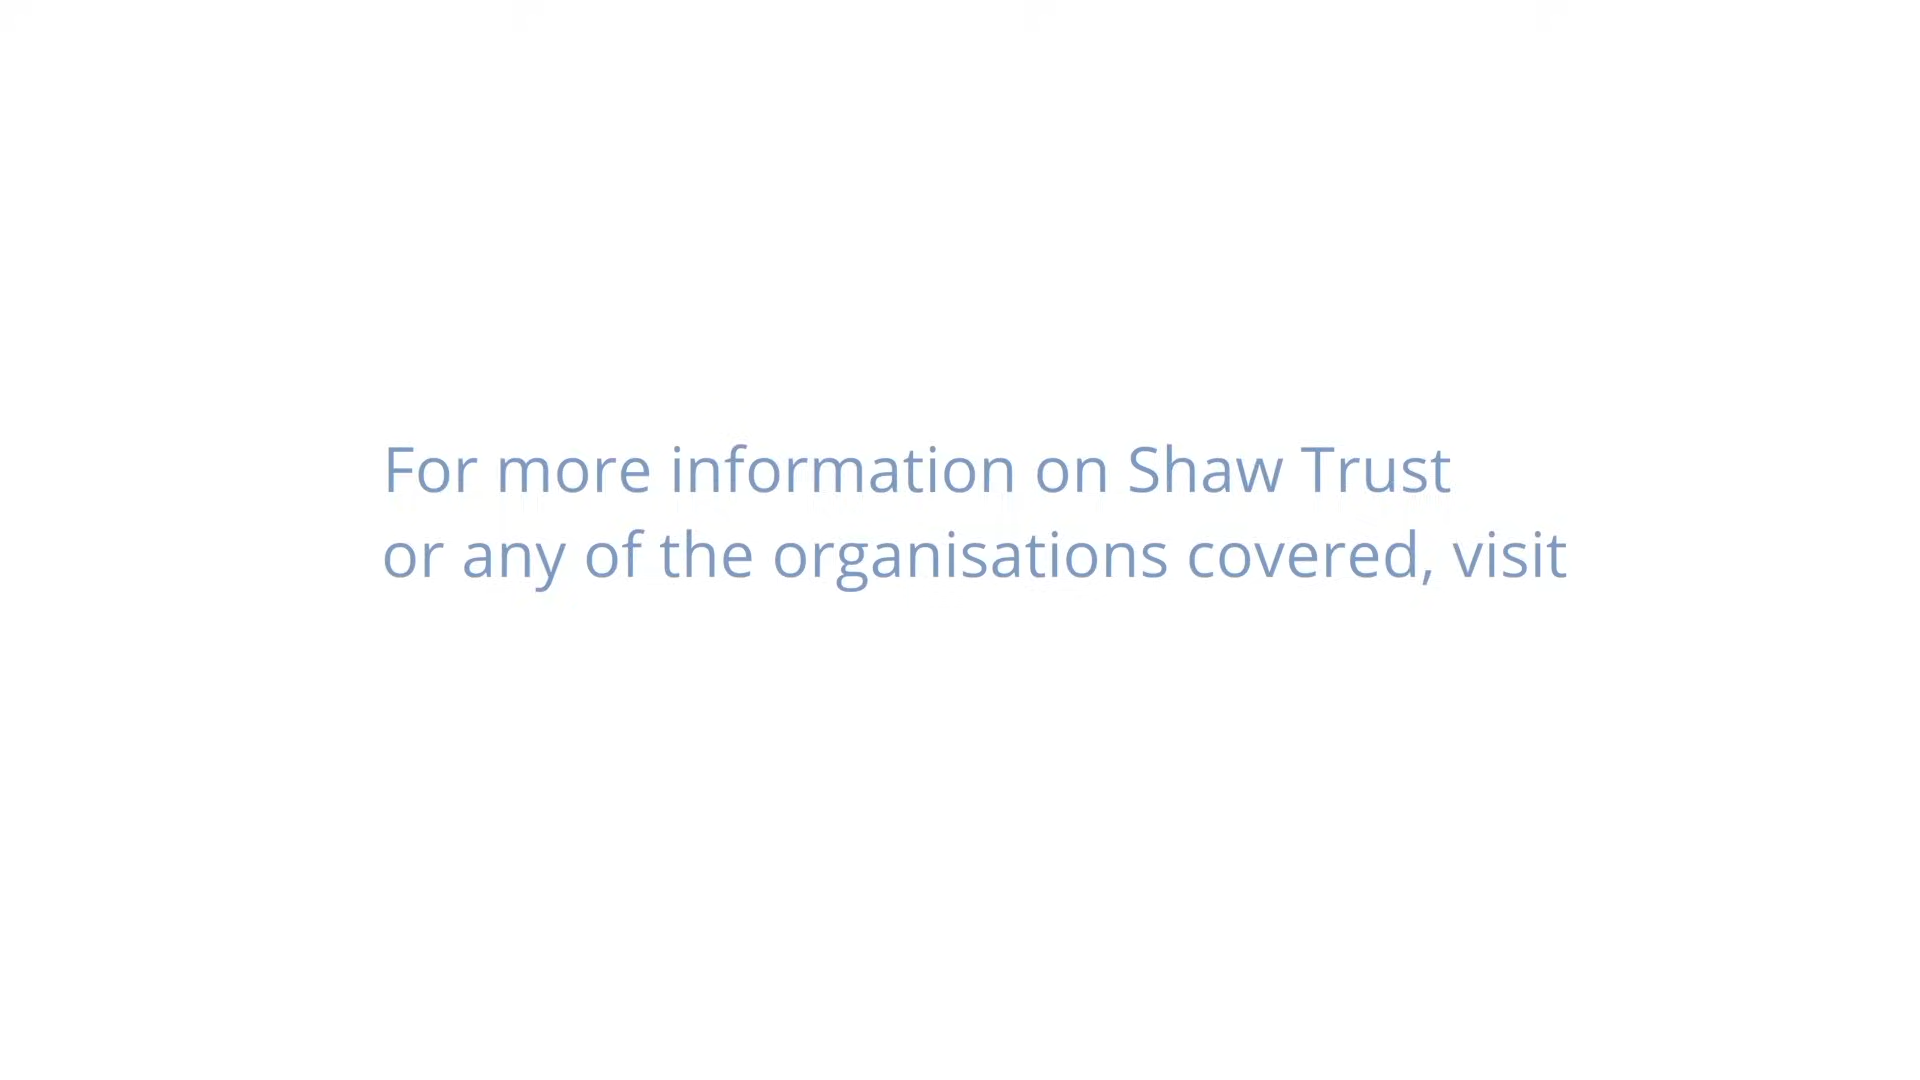 For more information on Shaw Trust
or any of the organisations covered, visit